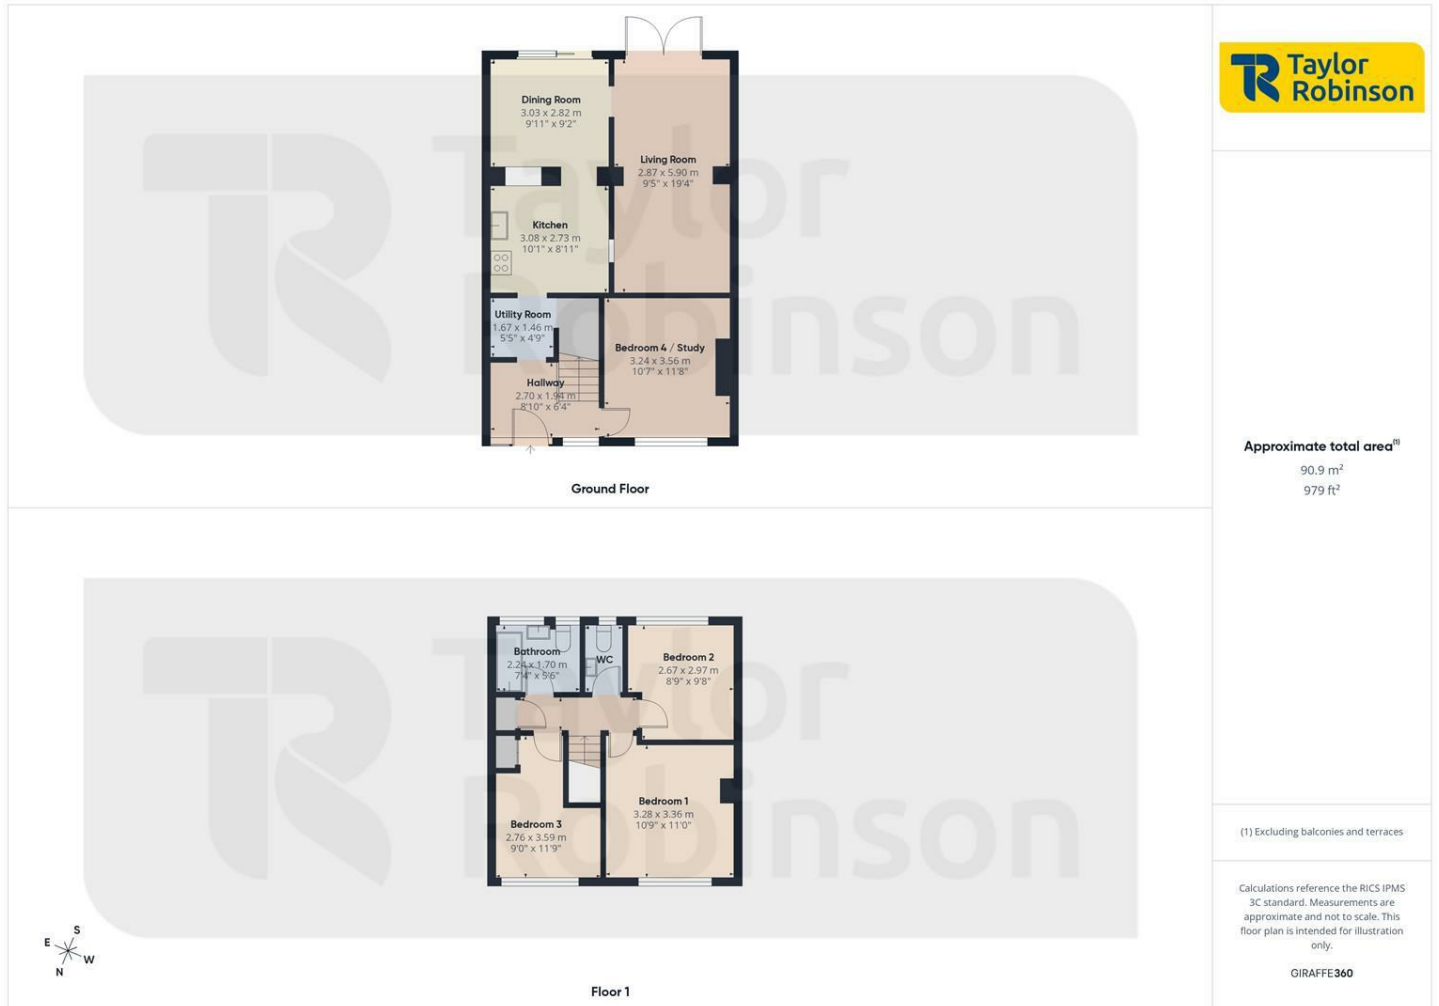 Dining Room
3.03 x 2.82 m
9'11" x 9'2"
Living Room
2.87 x 5.90 m
9'5" x 19'4"
Kitchen
3.08 x 2.73 m
10'1" x 8'11"
Utility Room
1.67 x 1.46 m
5'5" x 4'9"
Bedroom 4 / Study
3.24 x 3.56 m
10'7" x 11'8"
Hallway
2.70 x 1.94 m
8'10" x 6'4"
Ground Floor
Taylor
Robinson
Bathroom
2.24 x 1.70 m
7'4" x 5'6"
WC
Bedroom 2
2.67 x 2.97 m
8'9" x 9'8"
Bedroom 1
3.28 x 3.36 m
10'9" x 11'0"
Bedroom 3
2.76 x 3.59 m
9'0" x 11'9"
Floor 1
Taylor
Robinson
S
E
W
N
TR Taylor
Robinson
Approximate total area(1)
90.9 m²
979 ft²
(1) Excluding balconies and terraces
Calculations reference the RICS IPMS
3C standard. Measurements are
approximate and not to scale. This
floor plan is intended for illustration
only.
GIRAFFE360